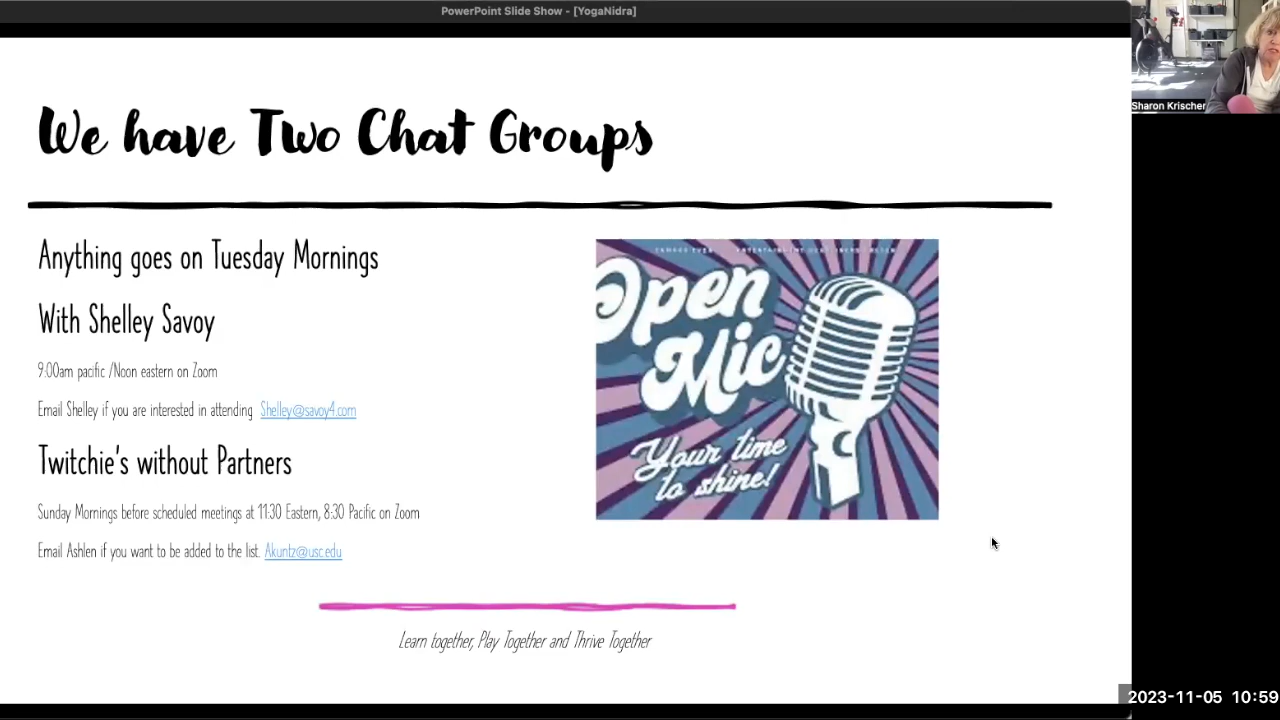 PowerPoint Slide Show - [YogaNidra]
Sharon Krischer
We have Two Chat Groups
Anything goes on Tuesday Mornings
With Shelley Savoy
9:00am pacific /Noon eastern on Zoom
Email Shelley if you are interested in attending Shelley@savoy4.com
Twitchie's without Partners
Sunday Mornings before scheduled meetings at 11:30 Eastern, 8:30 Pacific on Zoom
Email Ashlen if you want to be added to the list. Akuntz@usc.edu
Open
Mic
Your time
to shine!
Learn together, Play Together and Thrive Together
2023-11-05 10:59